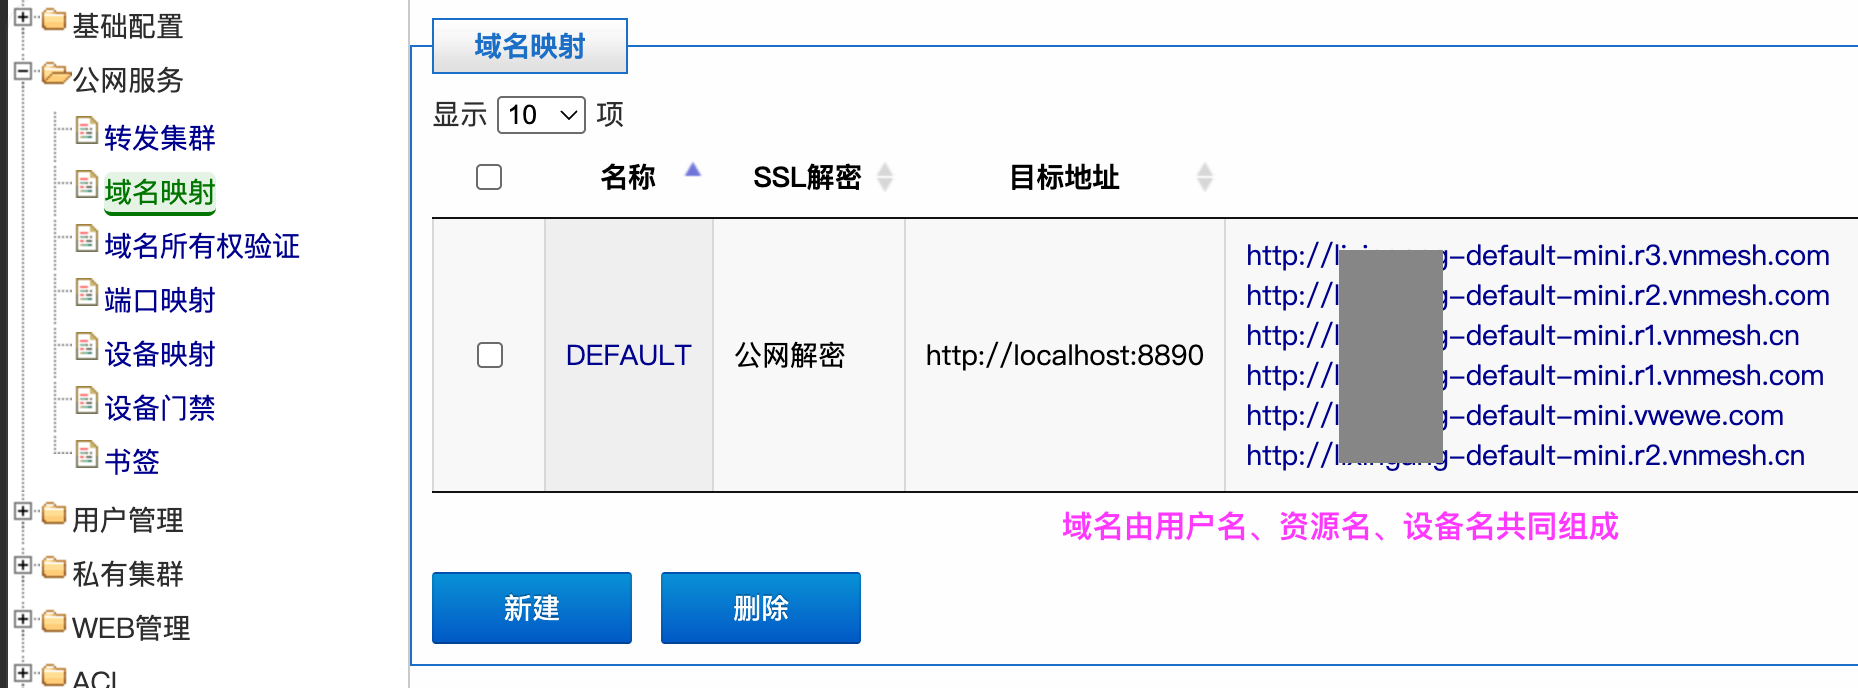 基础配置
公网服务
转发集群
域名映射
域名所有权验证
端口映射
设备映射
设备门禁
书签
用户管理
私有集群
WEB管理
ACL
域名映射
显示 10 项
名称 SSL解密 目标地址
DEFAULT 公网解密 http://localhost:8890
http://l g-default-mini.r3.vnmesh.com
http://l g-default-mini.r2.vnmesh.com
http://l g-default-mini.r1.vnmesh.cn
http://l g-default-mini.r1.vnmesh.com
http://l g-default-mini.vwewe.com
http://l g-default-mini.r2.vnmesh.cn
域名由用户名、资源名、设备名共同组成
新建 删除